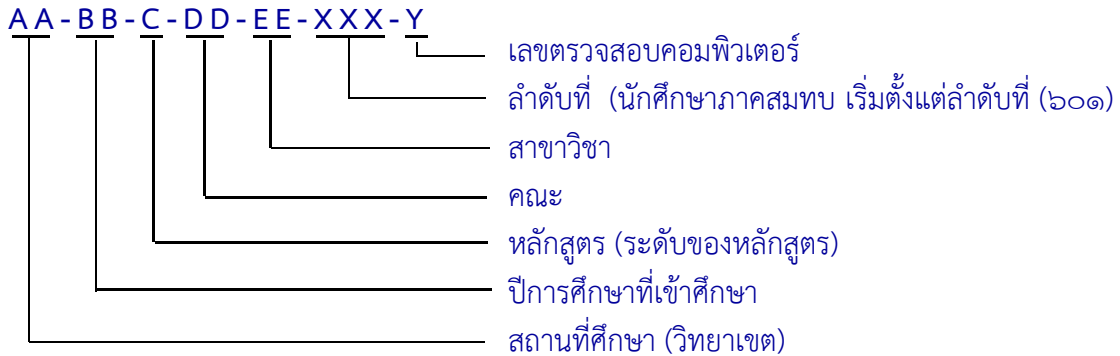 AA-BB-C-DD-EE-XXX-Y
เลขตรวจสอบคอมพิวเตอร์
ลำดับที่ (นักศึกษาภาคสมทบ เริ่มตั้งแต่ลำดับที่ (๖๐๑)
สาขาวิชา
คณะ
หลักสูตร (ระดับของหลักสูตร)
ปีการศึกษาที่เข้าศึกษา
สถานที่ศึกษา (วิทยาเขต)